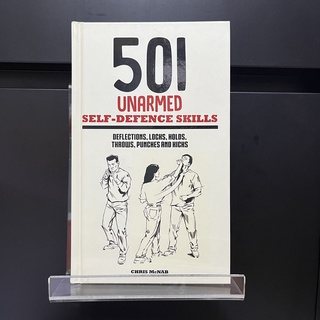 501
UNARMED
SELF-DEFENCE SKILLS
DEFLECTIONS, LOCKS, HOLDS,
THROWS, PUNCHES AND KICKS
CHRIS McNAB